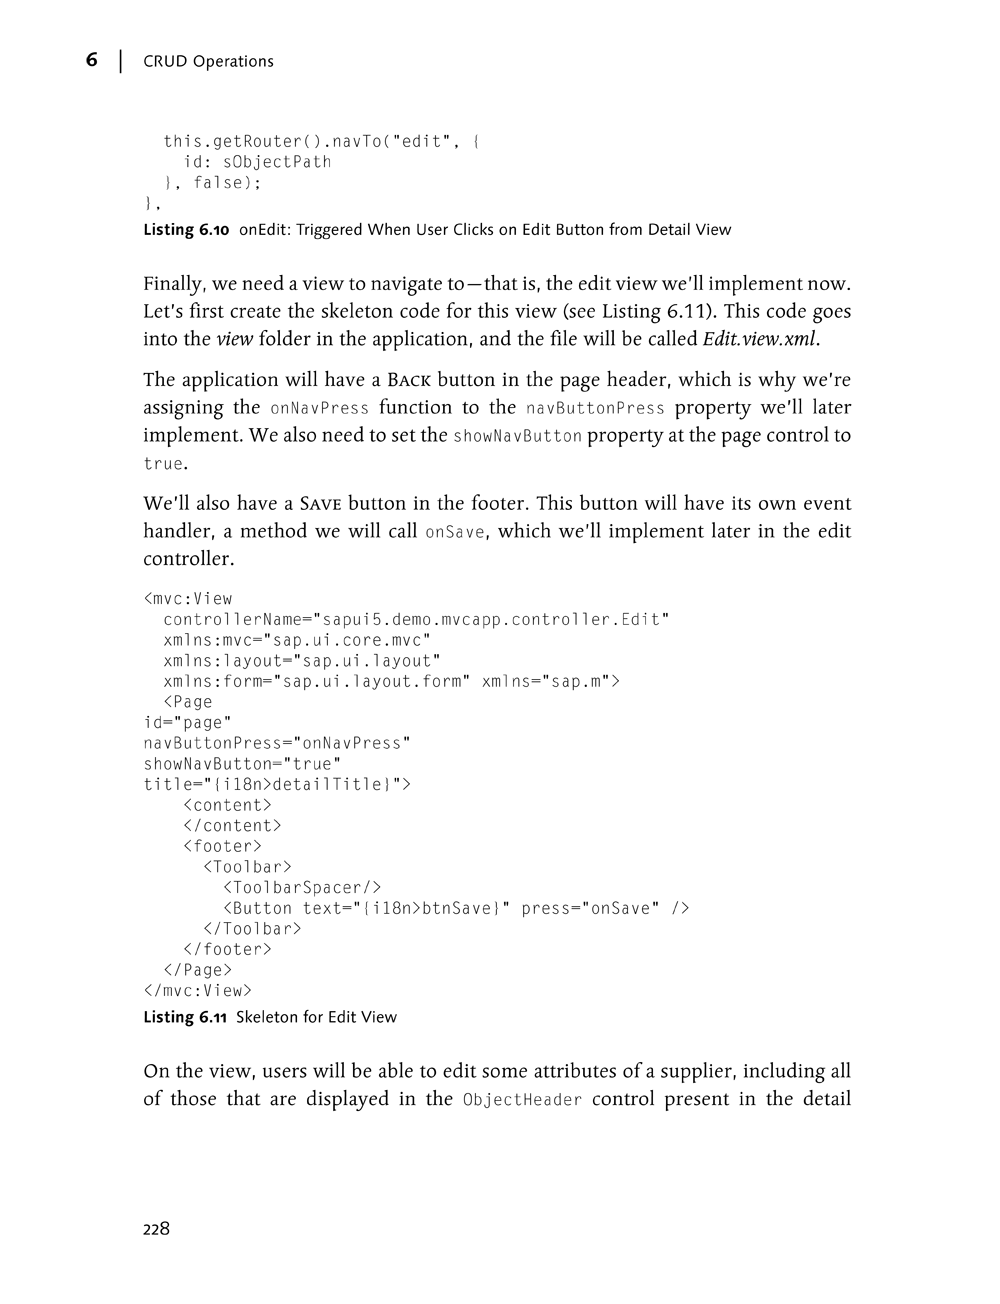 6 | CRUD Operations
this.getRouter().navTo("edit", {
id: sObjectPath
}, false);
},
Listing 6.10 onEdit: Triggered When User Clicks on Edit Button from Detail View
Finally, we need a view to navigate to—that is, the edit view we'll implement now.
Let's first create the skeleton code for this view (see Listing 6.11). This code goes
into the view folder in the application, and the file will be called Edit.view.xml.
The application will have a BACK button in the page header, which is why we're
assigning the onNavPress function to the navButtonPress property we'll later
implement. We also need to set the showNavButton property at the page control to
true.
We'll also have a SAVE button in the footer. This button will have its own event
handler, a method we will call onSave, which we'll implement later in the edit
controller.
<mvc:View
controllerName="sapui5.demo.mvcapp.controller.Edit"
xmlns:mvc="sap.ui.core.mvc"
xmlns:layout="sap.ui.layout"
xmlns:form="sap.ui.layout.form" xmlns="sap.m">
<Page
id="page"
navButtonPress="onNavPress"
showNavButton="true"
title="{i18n>detailTitle}">
<content>
</content>
<footer>
<Toolbar>
<ToolbarSpacer/>
<Button text="{i18n>btnSave}" press="onSave" />
</Toolbar>
</footer>
</Page>
</mvc:View>
Listing 6.11 Skeleton for Edit View
On the view, users will be able to edit some attributes of a supplier, including all
of those that are displayed in the ObjectHeader control present in the detail
228